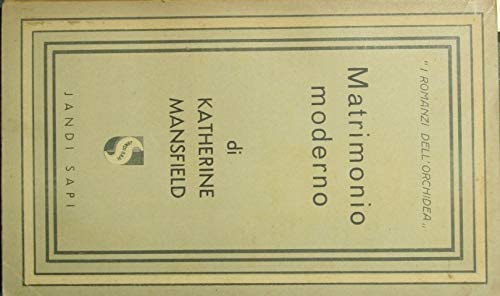 "I ROMANZI DELL'ORCHIDEA"
Matrimonio
moderno
di
KATHERINE
MANSFIELD
JANDI SAPI